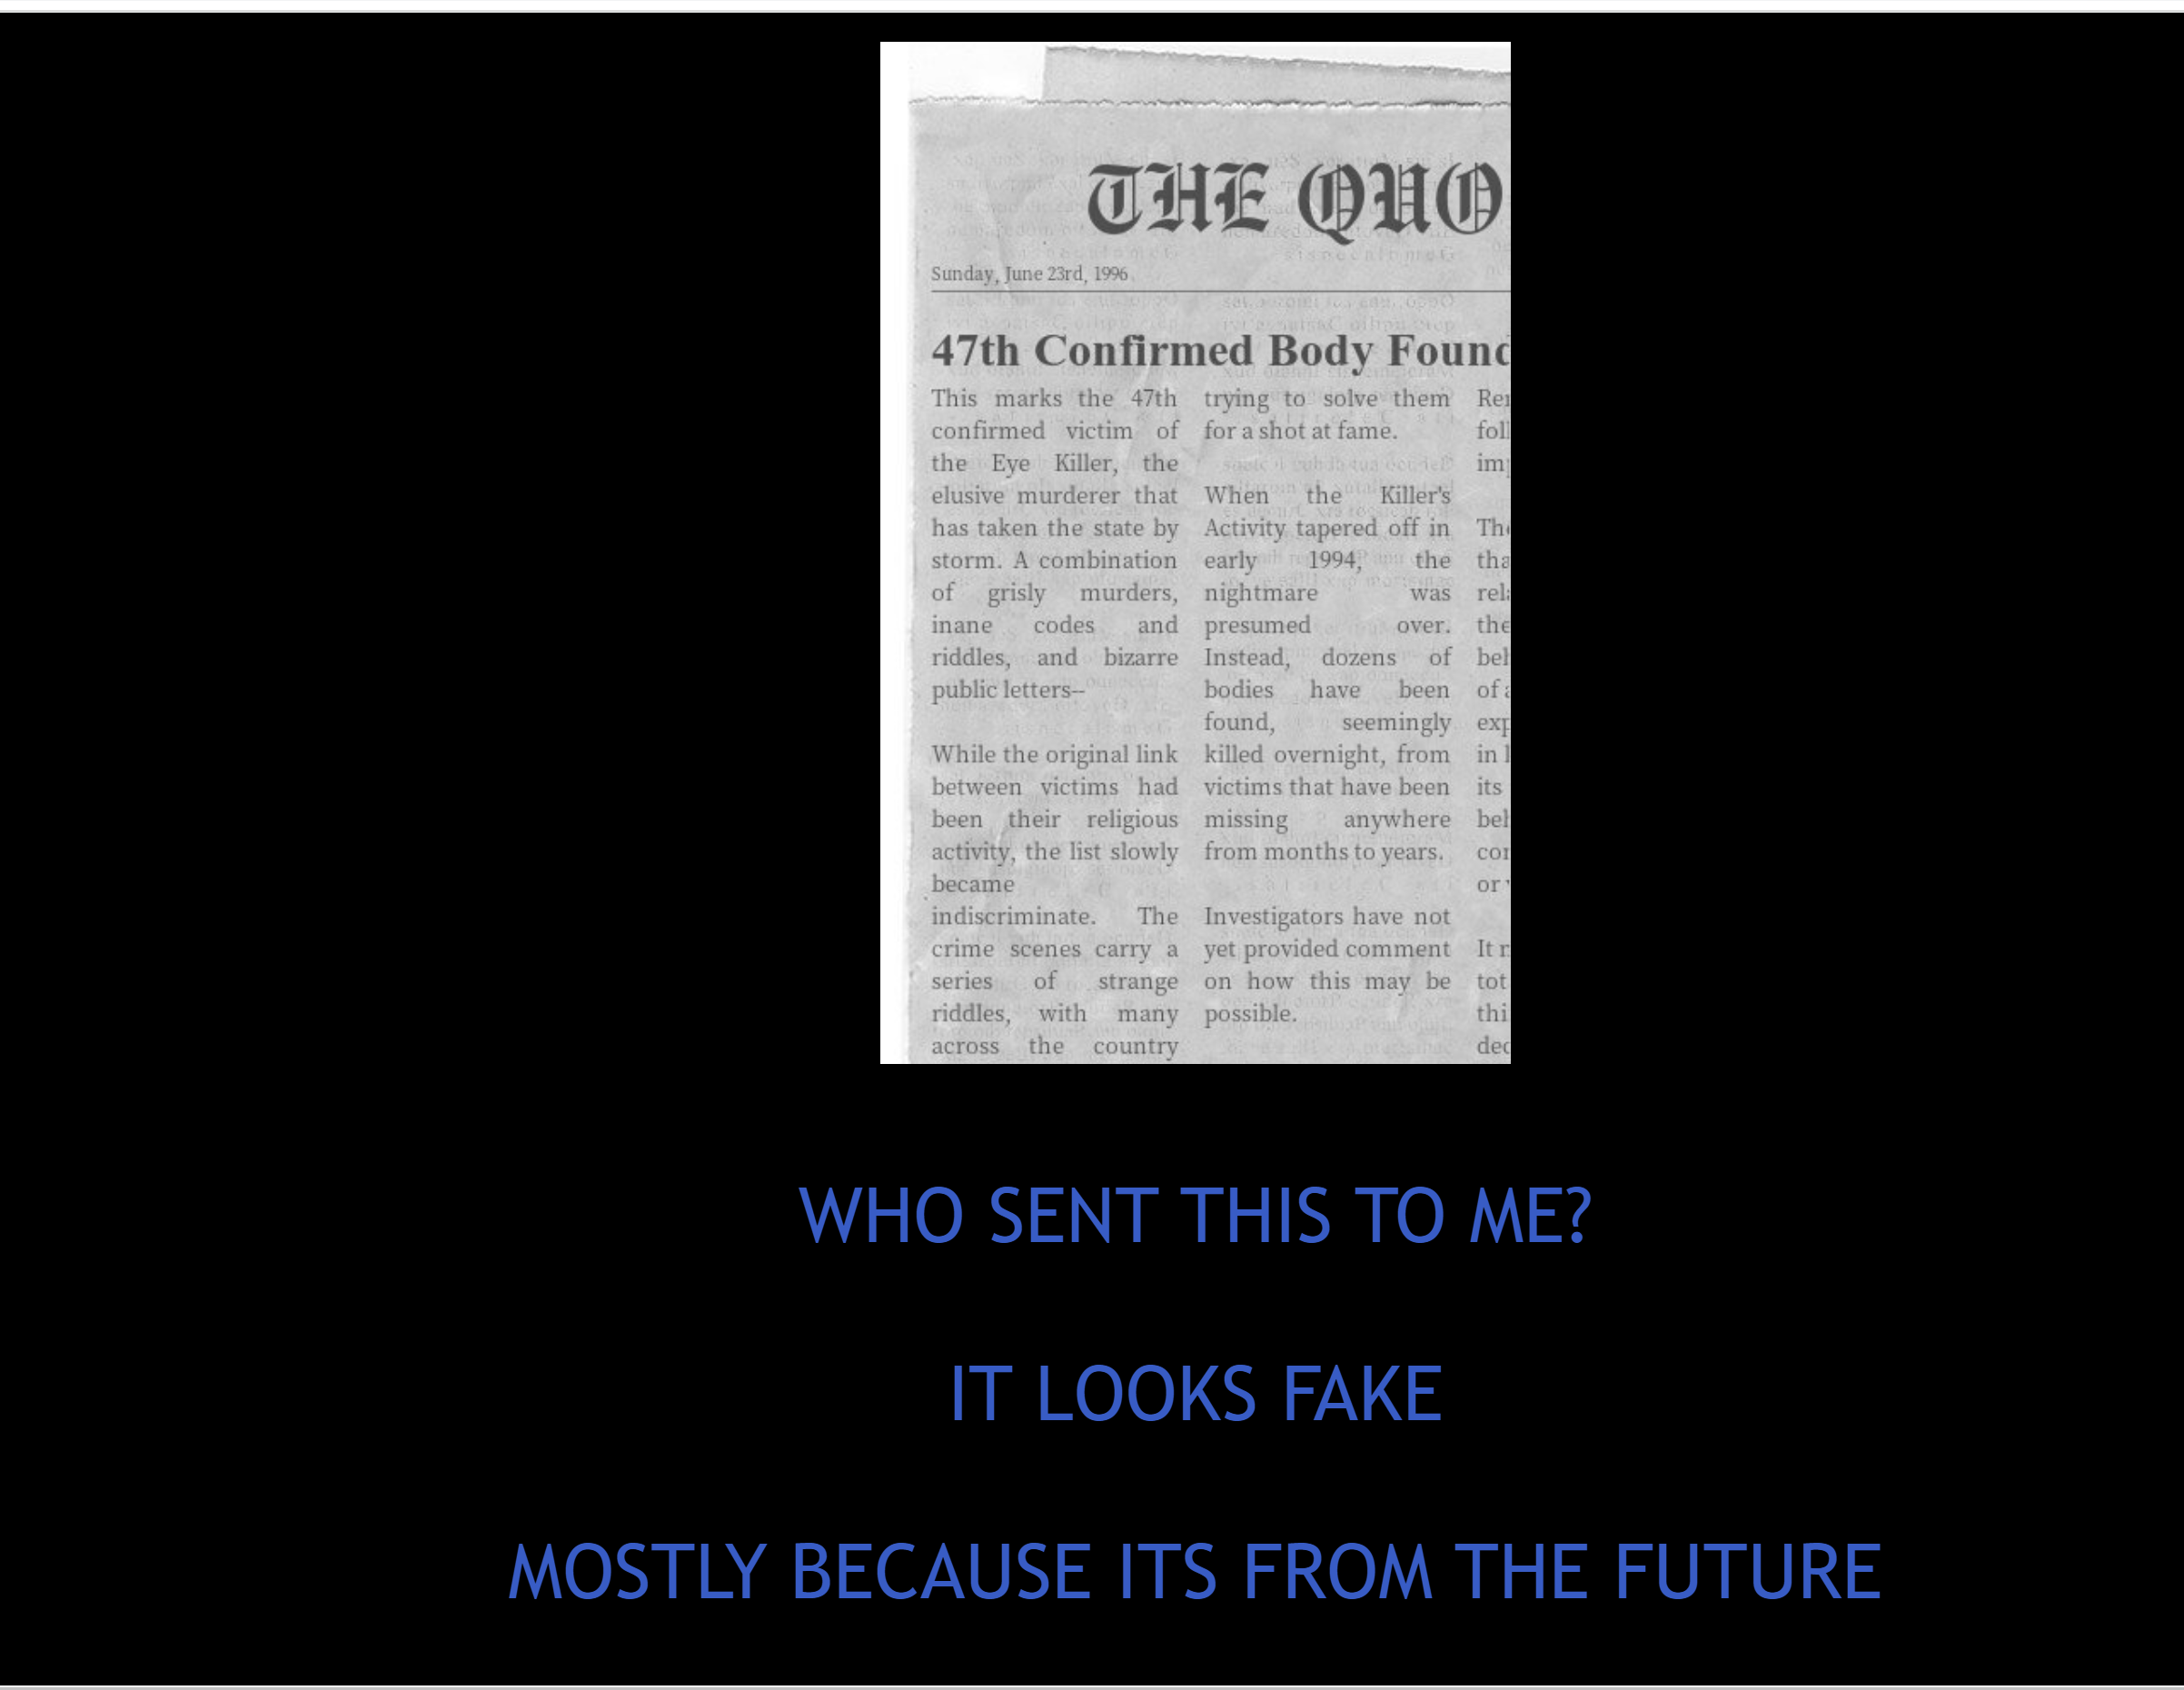 THE QUO
Sunday, June 23rd, 1996
47th Confirmed Body Found
This marks the 47th
confirmed victim of
the Eye Killer, the
elusive murderer that
has taken the state by
storm. A combination
of grisly murders,
inane codes and
riddles, and bizarre
public letters--
While the original link
between victims had
been their religious
activity, the list slowly
became
indiscriminate. The
crime scenes carry a
series of strange
riddles, with many
across the country
trying to solve them
for a shot at fame.
When the Killer's
Activity tapered off in
early 1994, the
nightmare was
presumed over.
Instead, dozens of
bodies have been
found, seemingly
killed overnight, from
victims that have been
missing anywhere
from months to years.
Investigators have not
yet provided comment
on how this may be
possible.
WHO SENT THIS TO ME?
IT LOOKS FAKE
MOSTLY BECAUSE ITS FROM THE FUTURE